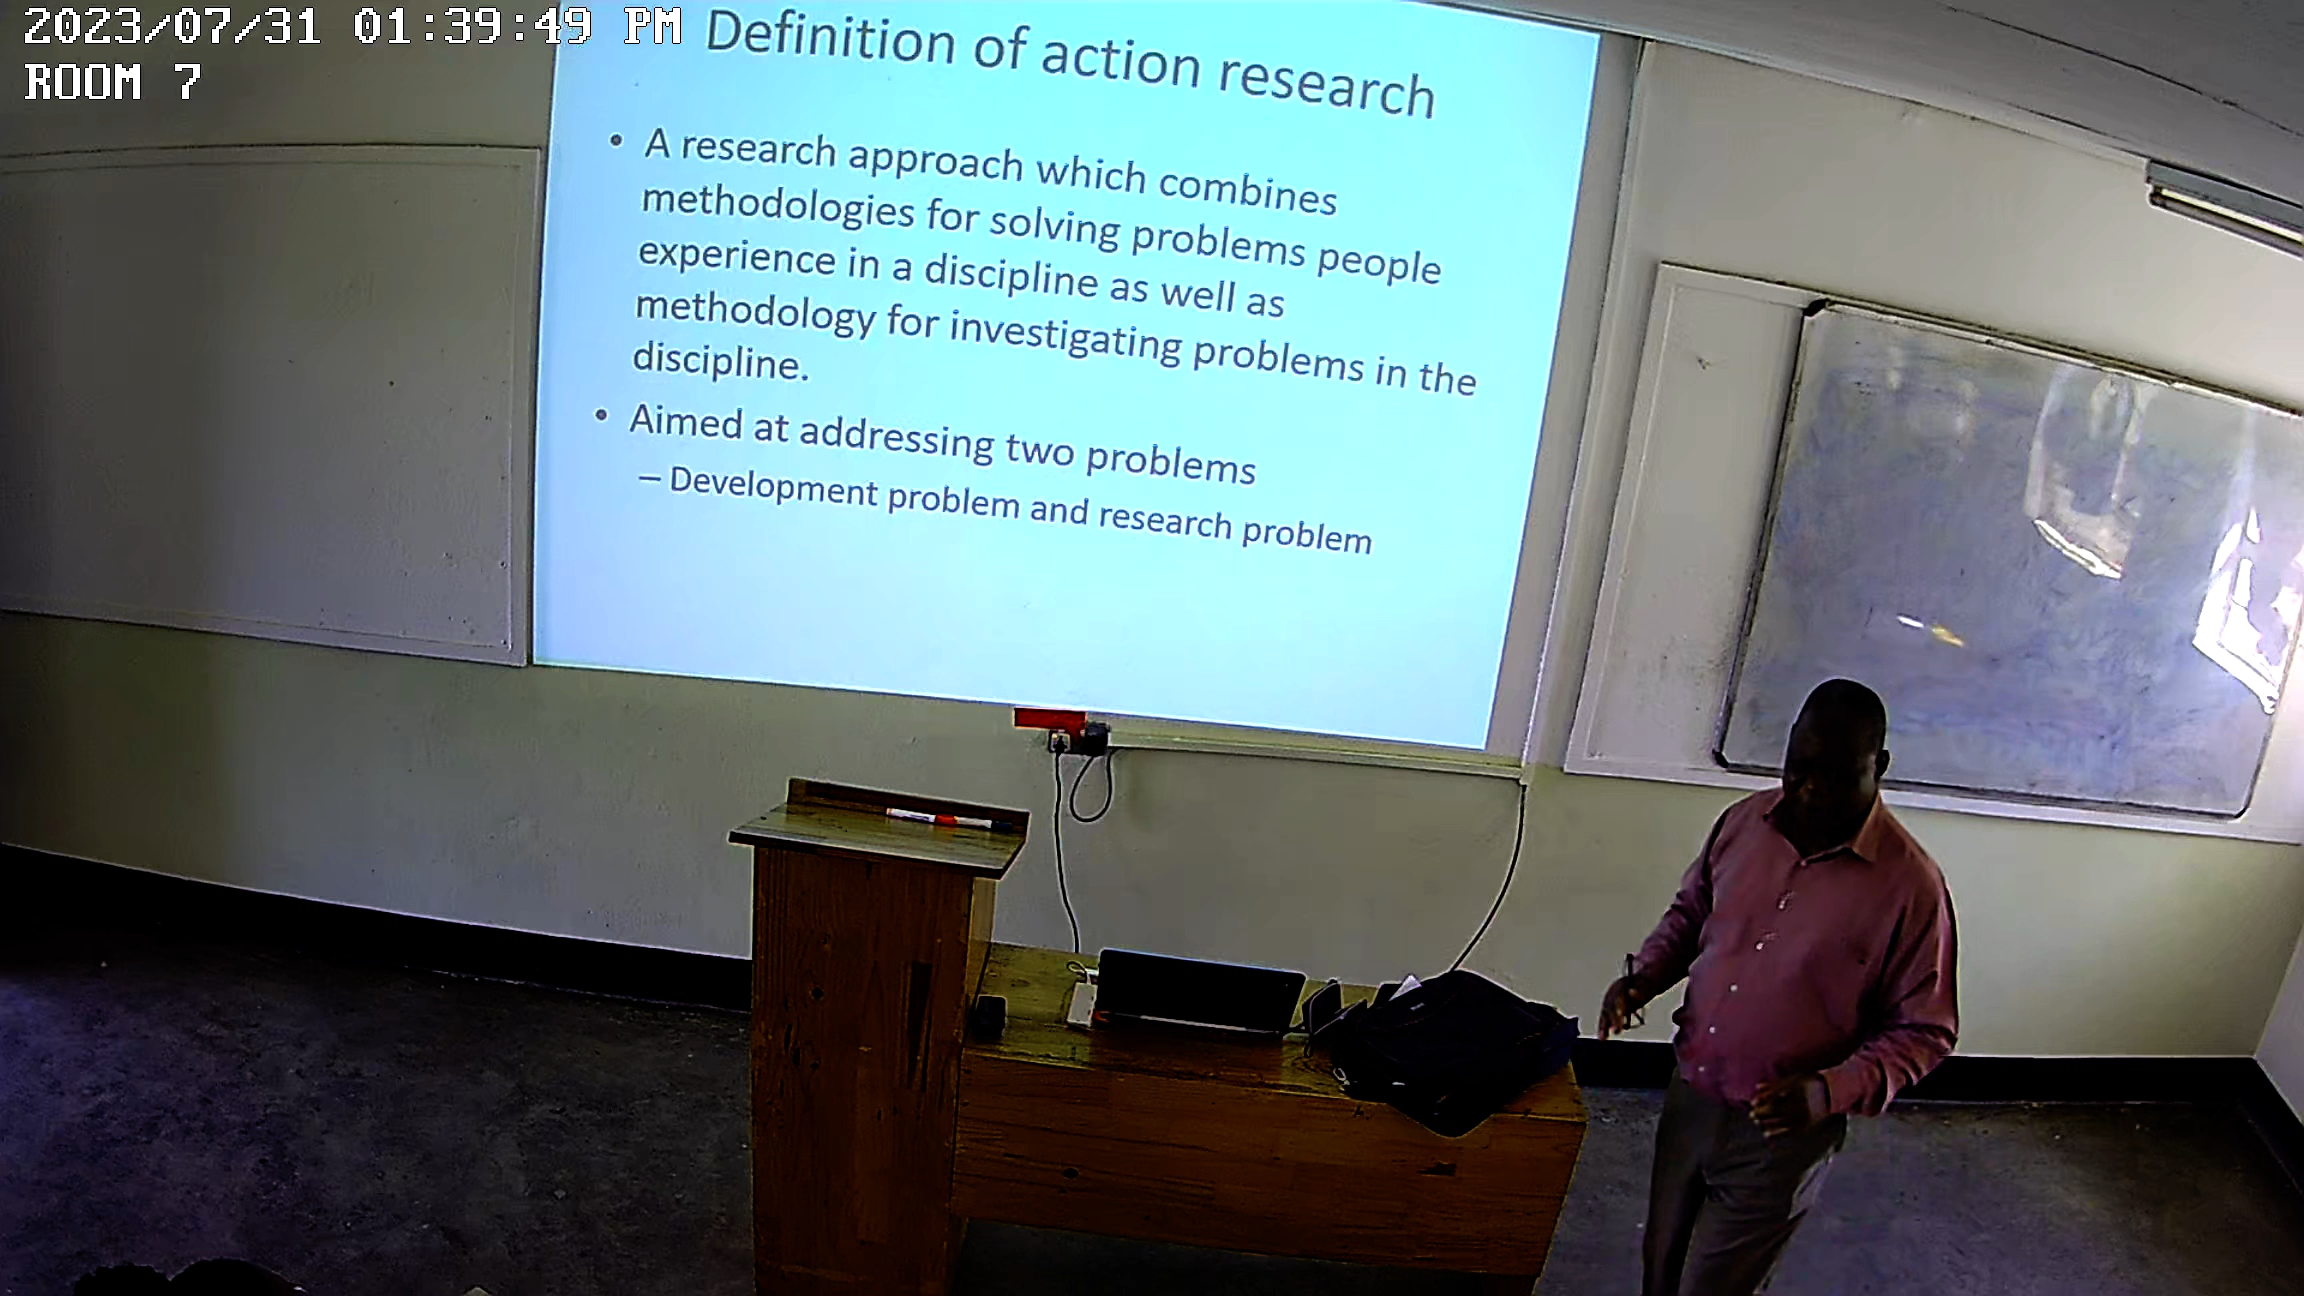 2023/07/31 01:39:49 PM
ROOM 7
Definition of action research
• A research approach which combines
methodologies for solving problems people
experience in a discipline as well as
methodology for investigating problems in the
discipline.
• Aimed at addressing two problems
– Development problem and research problem